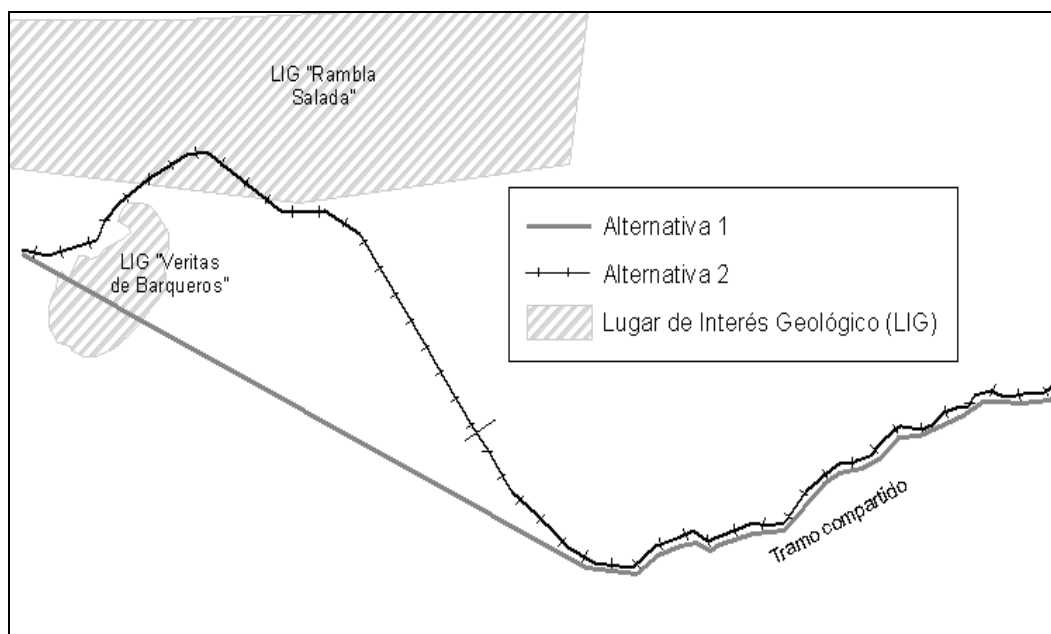 LIG "Rambla
Salada"
LIG "Veritas
de Barqueros"
Alternativa 1
Alternativa 2
Lugar de Interés Geológico (LIG)
Tramo compartido